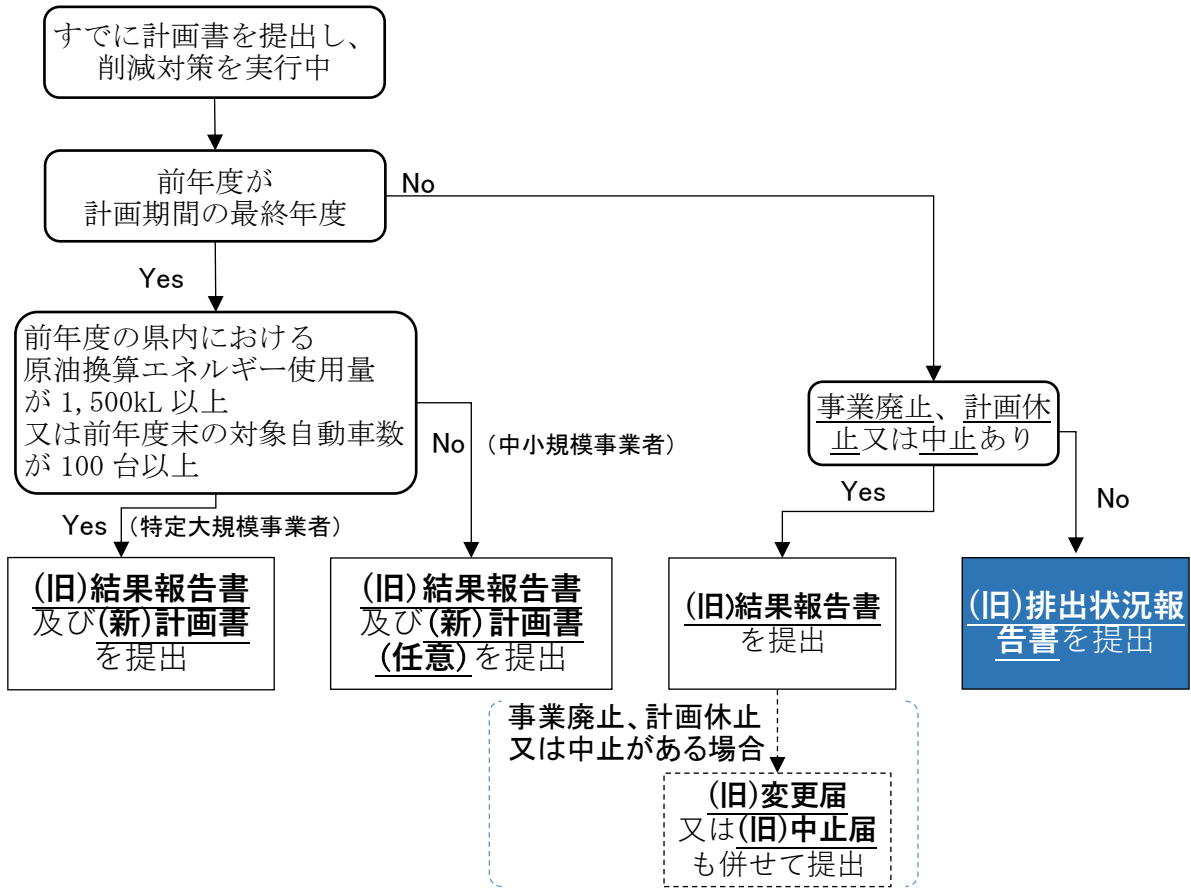 すでに計画書を提出し、
削減対策を実行中
前年度が
計画期間の最終年度
No
Yes
前年度の県内における
原油換算エネルギー使用量
が 1,500kL 以上
又は前年度末の対象自動車数
が 100 台以上
No （中小規模事業者）
Yes （特定大規模事業者）
事業廃止、計画休
止又は中止あり
Yes
No
(旧)結果報告書
及び(新)計画書
を提出
(旧)結果報告書
及び(新)計画書
(任意)を提出
(旧)結果報告書
を提出
(旧)排出状況報
告書を提出
事業廃止、計画休止
又は中止がある場合
(旧)変更届
又は(旧)中止届
も併せて提出